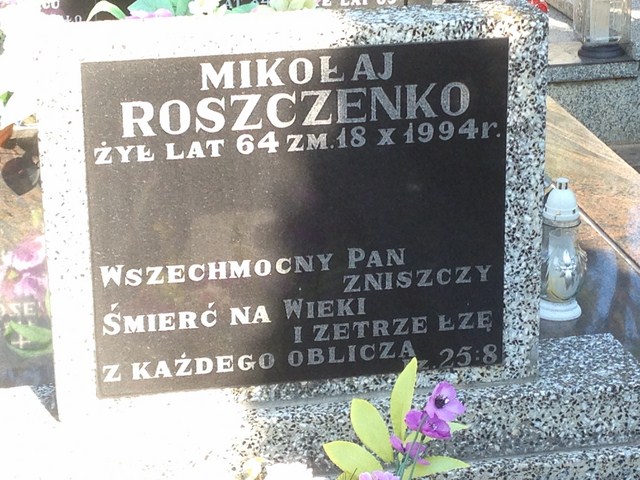 MIKOŁAJ
ROSZCZENKO
ŻYŁ LAT 64 ZM. 18 X 1994 r.
WSZECHMOCNY PAN
ZNISZCZY
ŚMIERĆ NA WIEKI
I ZETRZE ŁZĘ
Z KAŻDEGO OBLICZA
25:8